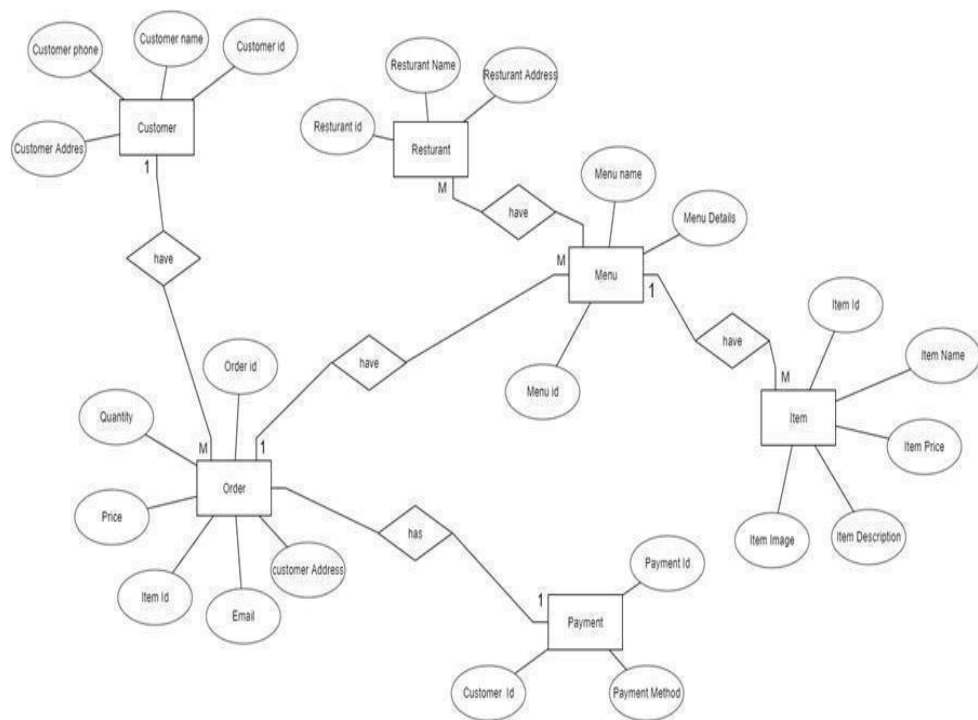 Customer name
Customer phone
Customer id
Customer Addres
Customer
1
have
Resturant Name
Resturant Address
Resturant id
Resturant
M
have
Menu name
Menu Details
M
Menu
1
Menu id
have
have
Item Id
Item Name
M
Item
Item Price
Item Image
Item Description
Order id
Quantity
M
1
Order
Price
Item Id
Email
customer Address
has
Payment Id
1
Payment
Customer Id
Payment Method